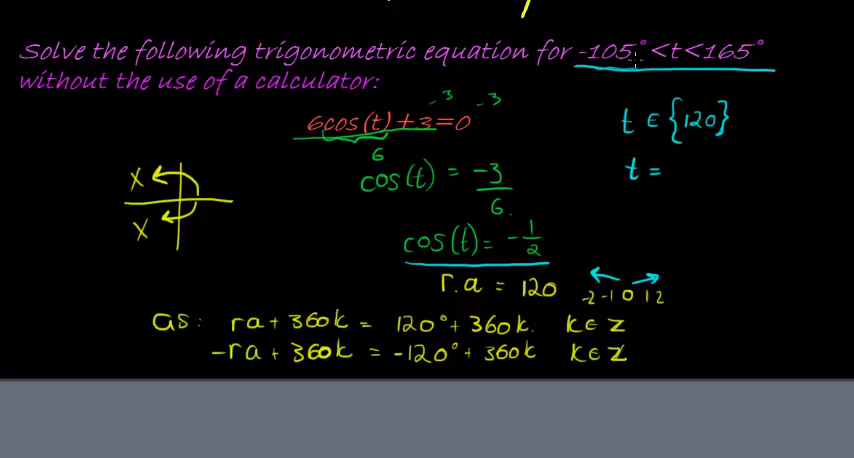 Solve the following trigonometric equation for -105° < t < 165°
without the use of a calculator:
-3 -3
6cos(t) + 3 = 0
6
t ∈ {120}
t =
cos(t) = -3/6.
X
X
cos(t) = -1/2
r.a = 120
-2 -1 0 1 2
GS: ra + 360k = 120° + 360k. k ∈ Z
-ra + 360k = -120° + 360k k ∈ Z